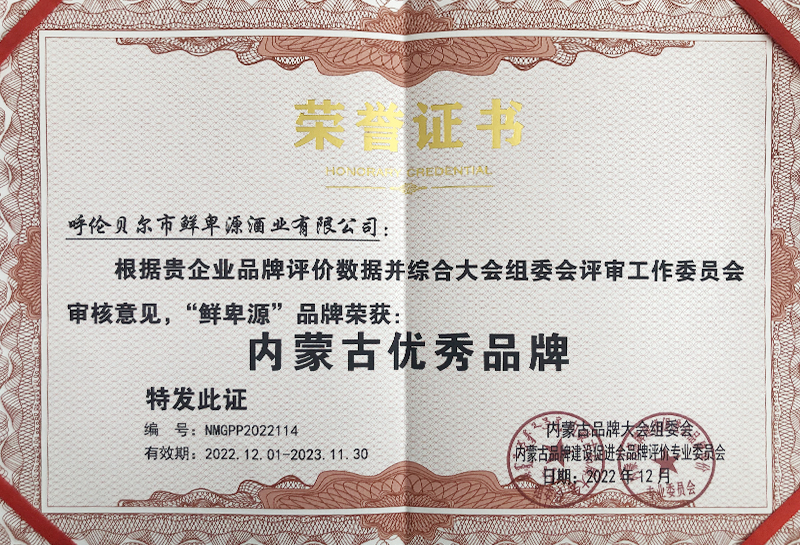 荣誉证书
HONORARY CREDENTIAL
呼伦贝尔市鲜卑源酒业有限公司：
根据贵企业品牌评价数据并综合大会组委会评审工作委员会
审核意见，“鲜卑源”品牌荣获：
内蒙古优秀品牌
特发此证
编 号：NMGPP2022114
有效期：2022.12.01-2023.11.30
内蒙古品牌大会组委会
内蒙古品牌建设促进会品牌评价专业委员会
日期：2022年12月
专业委员会